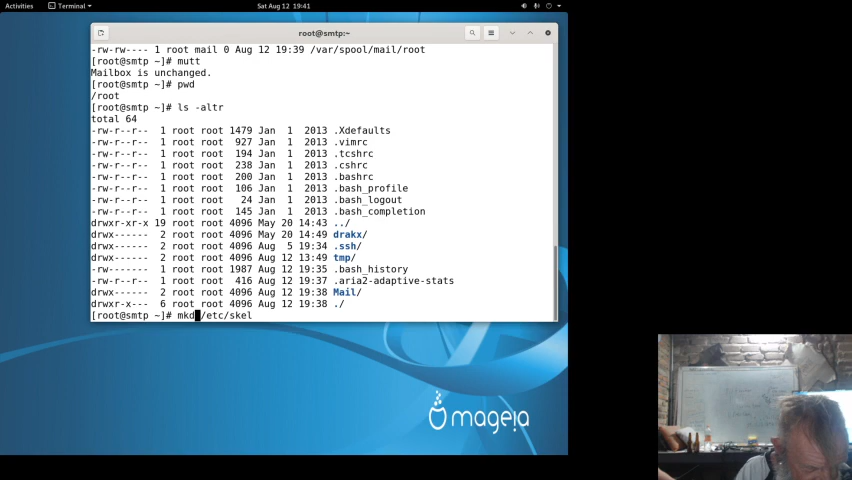 Activities Terminal Sat Aug 12 19:41
root@smtp:~
-rw-rw---- 1 root mail 0 Aug 12 19:39 /var/spool/mail/root
[root@smtp ~]# mutt
Mailbox is unchanged.
[root@smtp ~]# pwd
/root
[root@smtp ~]# ls -altr
total 64
-rw-r--r-- 1 root root 1479 Jan 1 2013 .Xdefaults
-rw-r--r-- 1 root root 927 Jan 1 2013 .vimrc
-rw-r--r-- 1 root root 194 Jan 1 2013 .tcshrc
-rw-r--r-- 1 root root 238 Jan 1 2013 .cshrc
-rw-r--r-- 1 root root 200 Jan 1 2013 .bashrc
-rw-r--r-- 1 root root 106 Jan 1 2013 .bash_profile
-rw-r--r-- 1 root root 24 Jan 1 2013 .bash_logout
-rw-r--r-- 1 root root 145 Jan 1 2013 .bash_completion
drwxr-xr-x 19 root root 4096 May 20 14:43 ../
drwx------ 2 root root 4096 May 20 14:49 drakx/
drwx------ 2 root root 4096 Aug 5 19:34 .ssh/
drwx------ 2 root root 4096 Aug 12 13:49 tmp/
-rw------- 1 root root 1987 Aug 12 19:35 .bash_history
-rw-r--r-- 1 root root 416 Aug 12 19:37 .aria2-adaptive-stats
drwx------ 2 root root 4096 Aug 12 19:38 Mail/
drwxr-x--- 6 root root 4096 Aug 12 19:38 ./
[root@smtp ~]# mkd /etc/skel
mageia